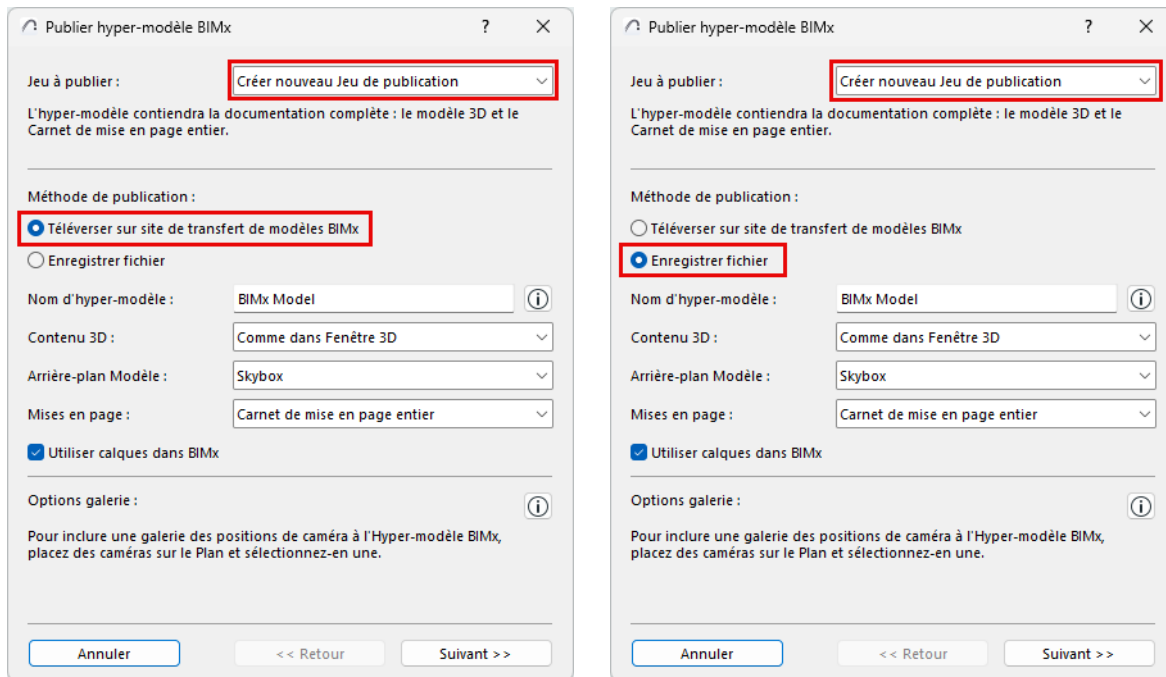 Publier hyper-modèle BIMx
?
Jeu à publier :
Créer nouveau Jeu de publication
L'hyper-modèle contiendra la documentation complète : le modèle 3D et le
Carnet de mise en page entier.
Méthode de publication :
Téléverser sur site de transfert de modèles BIMx
Enregistrer fichier
Nom d'hyper-modèle :
BIMx Model
Contenu 3D :
Comme dans Fenêtre 3D
Arrière-plan Modèle :
Skybox
Mises en page :
Carnet de mise en page entier
Utiliser calques dans BIMx
Options galerie :
Pour inclure une galerie des positions de caméra à l'Hyper-modèle BIMx,
placez des caméras sur le Plan et sélectionnez-en une.
Annuler
<< Retour
Suivant >>
Publier hyper-modèle BIMx
?
Jeu à publier :
Créer nouveau Jeu de publication
L'hyper-modèle contiendra la documentation complète : le modèle 3D et le
Carnet de mise en page entier.
Méthode de publication :
Téléverser sur site de transfert de modèles BIMx
Enregistrer fichier
Nom d'hyper-modèle :
BIMx Model
Contenu 3D :
Comme dans Fenêtre 3D
Arrière-plan Modèle :
Skybox
Mises en page :
Carnet de mise en page entier
Utiliser calques dans BIMx
Options galerie :
Pour inclure une galerie des positions de caméra à l'Hyper-modèle BIMx,
placez des caméras sur le Plan et sélectionnez-en une.
Annuler
<< Retour
Suivant >>